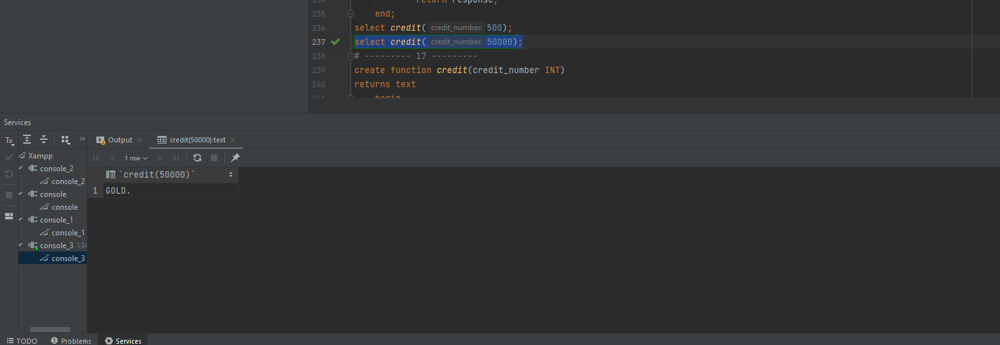 234 return response;
235 end;
236 select credit( credit_number: 500);
237 select credit( credit_number: 50000);
238 # --------- 17 ---------
239 create function credit(credit_number INT)
240 returns text
241 begin
Services
Tx
Output
credit(50000):text
Xampp
1 row
console_2
console_2
console
console
console_1
console_1
console_3 134
console_3
`credit(50000)`
1 GOLD.
TODO
Problems
Services